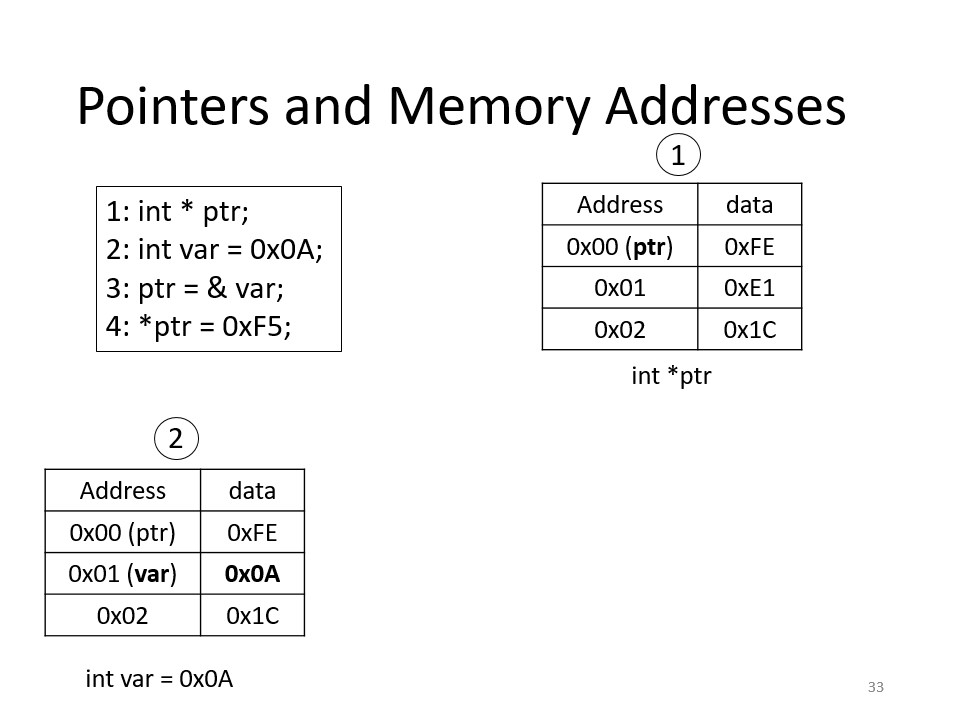 Pointers and Memory Addresses
1: int * ptr;
2: int var = 0x0A;
3: ptr = & var;
4: *ptr = 0xF5;
1
Address data
0x00 (ptr) 0xFE
0x01 0xE1
0x02 0x1C
int *ptr
2
Address data
0x00 (ptr) 0xFE
0x01 (var) 0x0A
0x02 0x1C
int var = 0x0A
33